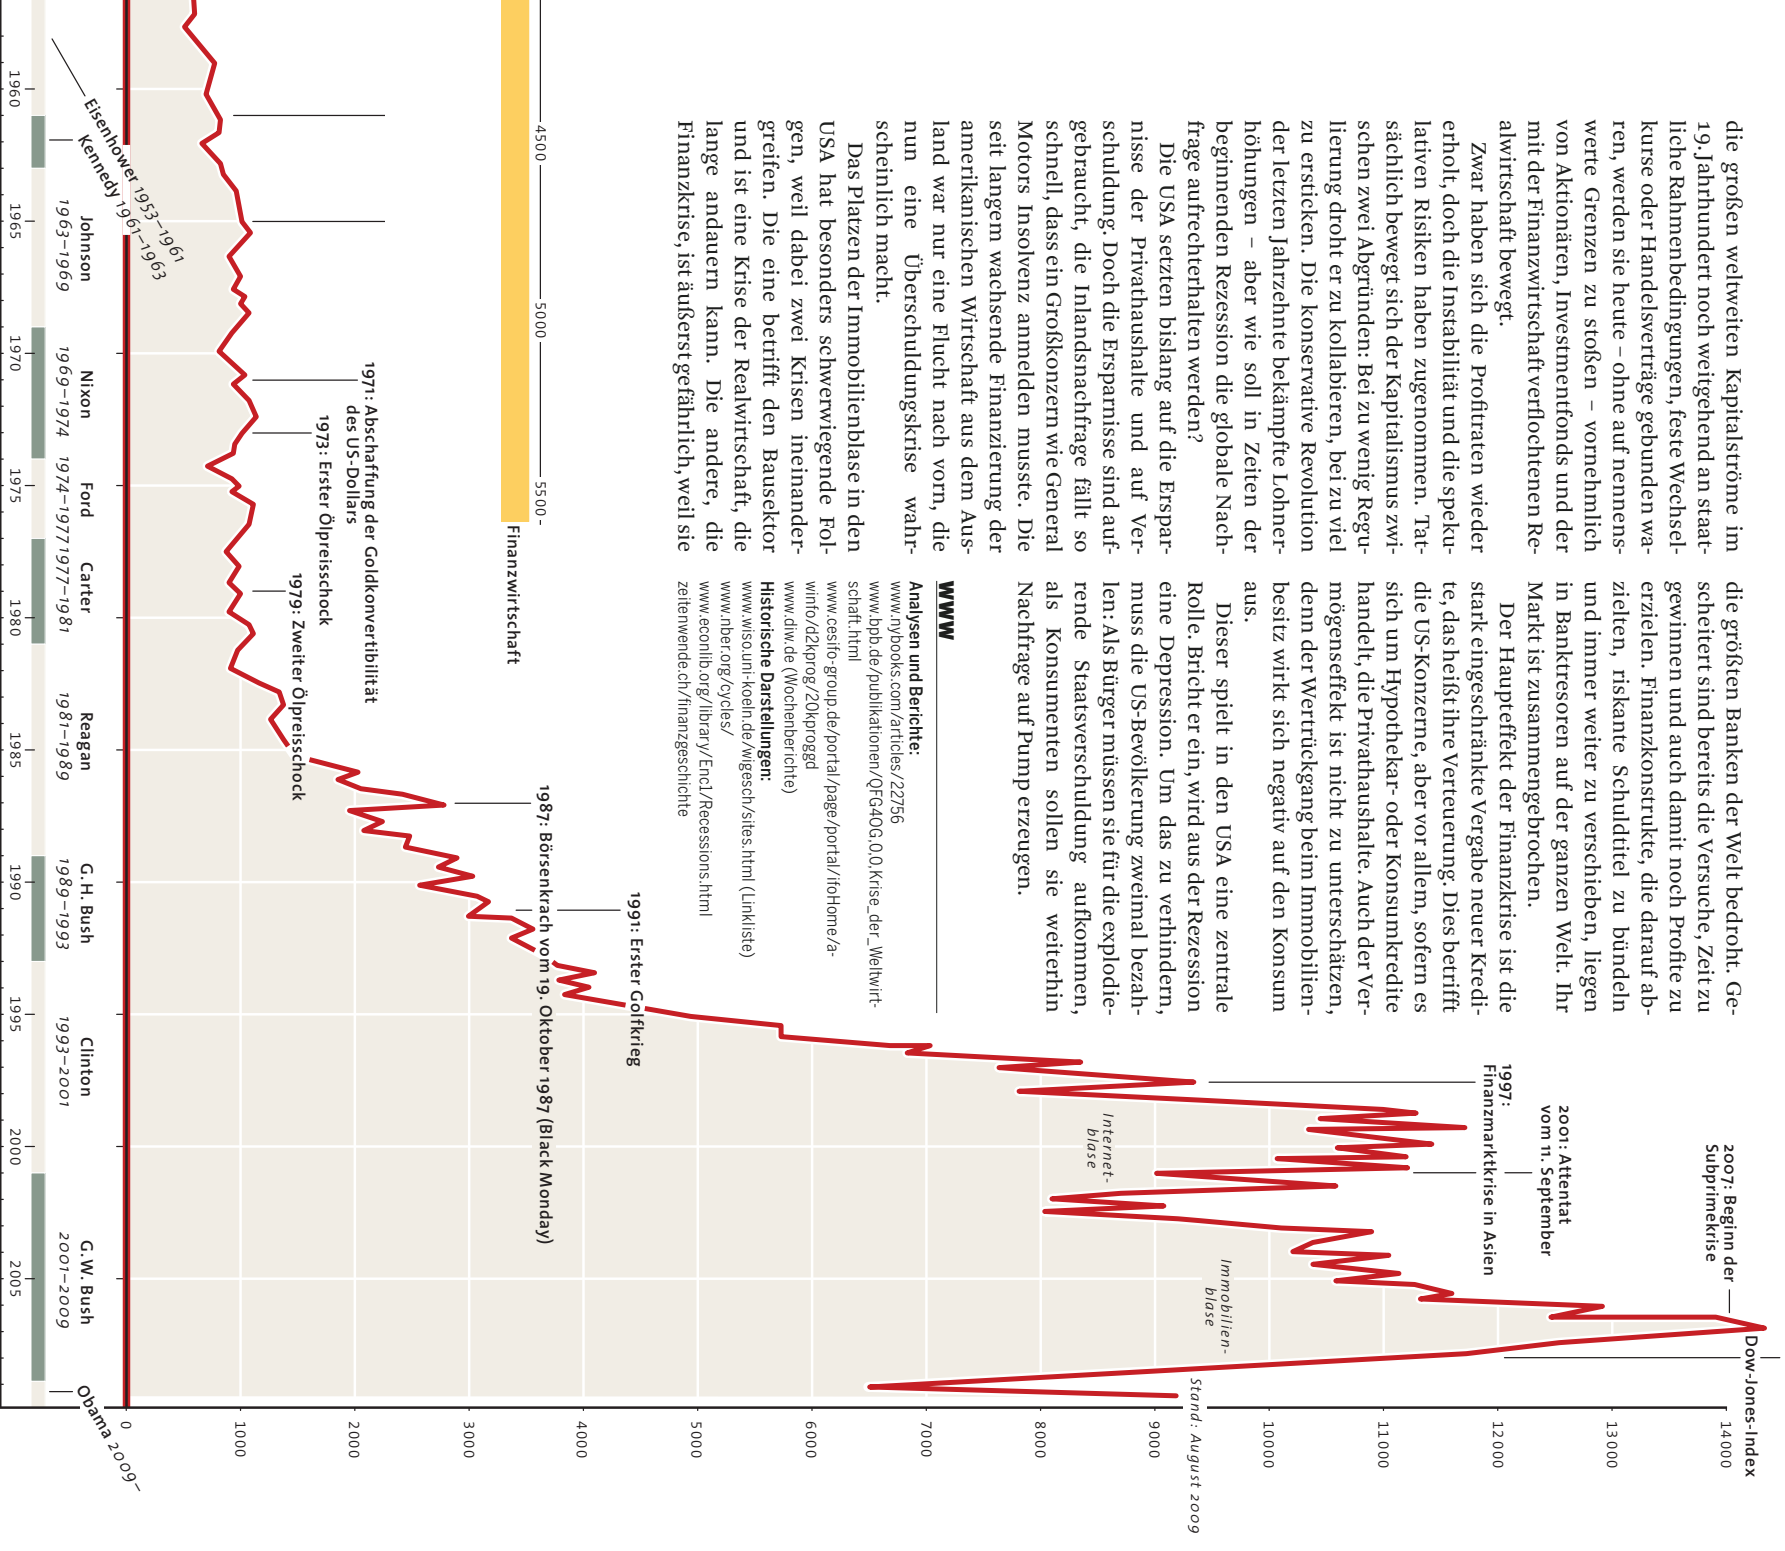 die großen weltweiten Kapitalströme im
19. Jahrhundert noch weitgehend an staat-
liche Rahmenbedingungen, feste Wechsel-
kurse oder Handelsverträge gebunden wa-
ren, werden sie heute – ohne auf nennens-
werte Grenzen zu stoßen – vornehmlich
von Aktionären, Investmentfonds und der
mit der Finanzwirtschaft verflochtenen Re-
alwirtschaft bewegt.
Zwar haben sich die Profitraten wieder
erholt, doch die Instabilität und die speku-
lativen Risiken haben zugenommen. Tat-
sächlich bewegt sich der Kapitalismus zwi-
schen zwei Abgründen: Bei zu wenig Regu-
lierung droht er zu kollabieren, bei zu viel
zu ersticken. Die konservative Revolution
der letzten Jahrzehnte bekämpfte Lohner-
höhungen – aber wie soll in Zeiten der
beginnenden Rezession die globale Nach-
frage aufrechterhalten werden?
Die USA setzten bislang auf die Erspar-
nisse der Privathaushalte und auf Ver-
schuldung. Doch die Ersparnisse sind auf-
gebraucht, die Inlandsnachfrage fällt so
schnell, dass ein Großkonzern wie General
Motors Insolvenz anmelden musste. Die
seit langem wachsende Finanzierung der
amerikanischen Wirtschaft aus dem Aus-
land war nur eine Flucht nach vorn, die
nun eine Überschuldungskrise wahr-
scheinlich macht.
Das Platzen der Immobilienblase in den
USA hat besonders schwerwiegende Fol-
gen, weil dabei zwei Krisen ineinander-
greifen. Die eine betrifft den Bausektor
und ist eine Krise der Realwirtschaft, die
lange andauern kann. Die andere, die
Finanzkrise, ist äußerst gefährlich, weil sie
die größten Banken der Welt bedroht. Ge-
scheitert sind bereits die Versuche, Zeit zu
gewinnen und auch damit noch Profite zu
erzielen. Finanzkonstrukte, die darauf ab-
zielten, riskante Schuldtitel zu bündeln
und immer weiter zu verschieben, liegen
in Banktresoren auf der ganzen Welt. Ihr
Markt ist zusammengebrochen.
Der Haupteffekt der Finanzkrise ist die
stark eingeschränkte Vergabe neuer Kredi-
te, das heißt ihre Verteuerung. Dies betrifft
die US-Konzerne, aber vor allem, sofern es
sich um Hypothekar- oder Konsumkredite
handelt, die Privathaushalte. Auch der Ver-
mögenseffekt ist nicht zu unterschätzen,
denn der Wertrückgang beim Immobilien-
besitz wirkt sich negativ auf den Konsum
aus.
Dieser spielt in den USA eine zentrale
Rolle. Bricht er ein, wird aus der Rezession
eine Depression. Um das zu verhindern,
muss die US-Bevölkerung zweimal bezah-
len: Als Bürger müssen sie für die explodie-
rende Staatsverschuldung aufkommen,
als Konsumenten sollen sie weiterhin
Nachfrage auf Pump erzeugen.
www
Analysen und Berichte:
www.nybooks.com/articles/22756
www.bpb.de/publikationen/QFG4OG,0,0,Krise_der_Weltwirt-
schaft.html
www.cesifo-group.de/portal/page/portal/ifoHome/a-
winfo/d2kprog/20kproggd
www.diw.de (Wochenberichte)
Historische Darstellungen:
www.wiso.uni-koeln.de/wigesch/sites.html (Linkliste)
www.nber.org/cycles/
www.econlib.org/library/Enc1/Recessions.html
zeitenwende.ch/finanzgeschichte
4500
5000
5500
Finanzwirtschaft
Dow-Jones-Index
2007: Beginn der
Subprimekrise
2001: Attentat
vom 11. September
1997:
Finanzmarktkrise in Asien
Immobilien-
blase
Internet-
blase
Stand: August 2009
1991: Erster Golfkrieg
1987: Börsenkrach vom 19. Oktober 1987 (Black Monday)
1971: Abschaffung der Goldkonvertibilität
des US-Dollars
1973: Erster Ölpreisschock
1979: Zweiter Ölpreisschock
14000
13000
12000
11000
10000
9000
8000
7000
6000
5000
4000
3000
2000
1000
0
Eisenhower 1953–1961
Kennedy 1961–1963
Johnson
1963–1969
Nixon
1969–1974
Ford
1974–1977
Carter
1977–1981
Reagan
1981–1989
G.H. Bush
1989–1993
Clinton
1993–2001
G.W. Bush
2001–2009
Obama 2009–
1960
1965
1970
1975
1980
1985
1990
1995
2000
2005